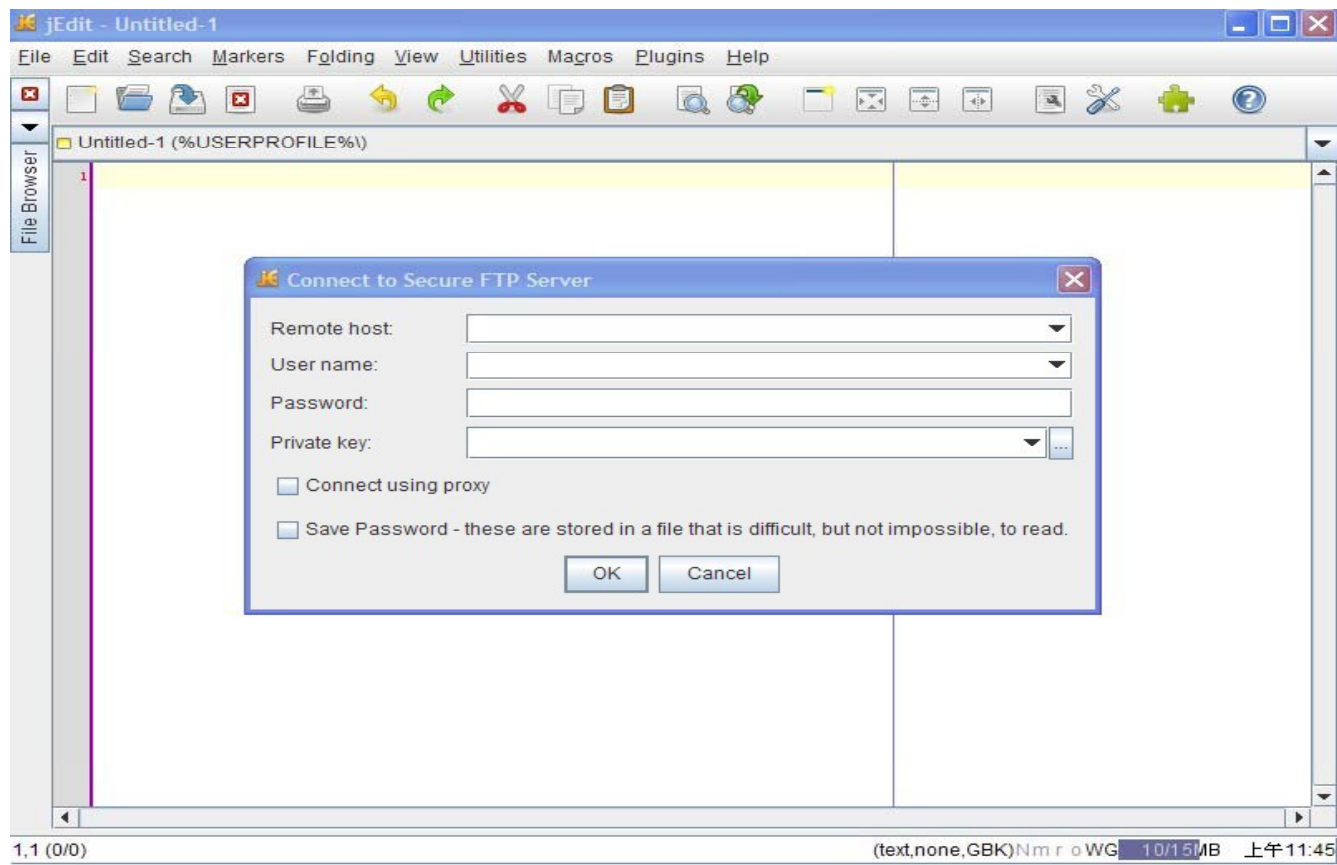 jEdit - Untitled-1
File Edit Search Markers Folding View Utilities Macros Plugins Help
Untitled-1 (%USERPROFILE%\)
File Browser
1
Connect to Secure FTP Server
Remote host:
User name:
Password:
Private key:
...
Connect using proxy
Save Password - these are stored in a file that is difficult, but not impossible, to read.
OK Cancel
1,1 (0/0) (text,none,GBK)Nm r o WG 10/15MB 上午11:45